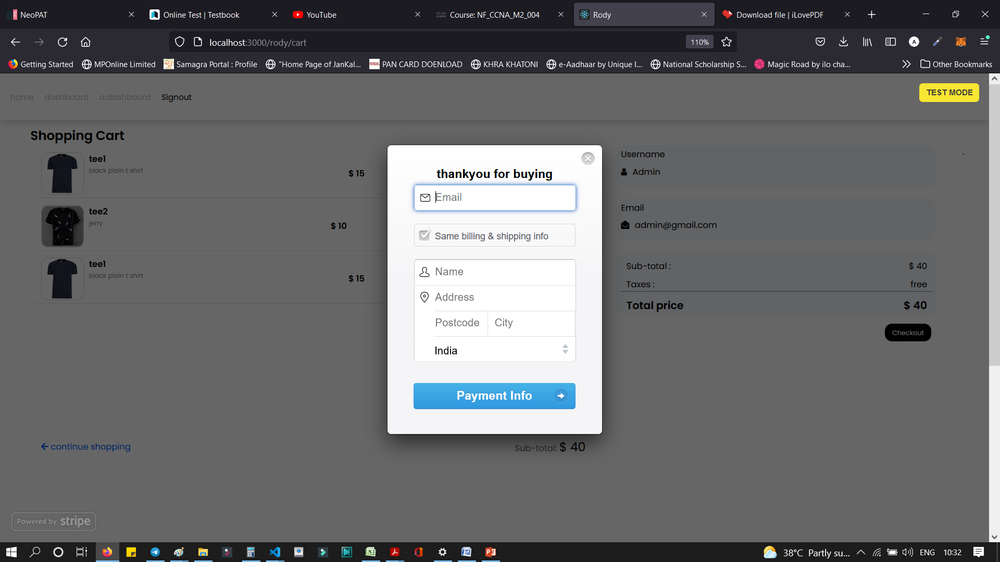 NeoPAT
Online Test | Testbook
YouTube
Course: NF_CCNA_M2_004
Rody
Download file | iLovePDF
localhost:3000/rody/cart
110%
A
Getting Started
MPOnline Limited
Samagra Portal : Profile
"Home Page of JanKal...
PAN CARD DOENLOAD
KHRA KHATONI
e-Aadhaar by Unique I...
National Scholarship S...
Magic Road by ilo cha...
Other Bookmarks
home
dashboard
a.dashboard
Signout
TEST MODE
Shopping Cart
tee1
black plain t shirt
$ 15
tee2
jerry
$ 10
tee1
black plain t shirt
$ 15
continue shopping
Sub-total: $ 40
thankyou for buying
Email
Same billing & shipping info
Name
Address
Postcode
City
India
Payment Info
Username
Admin
Email
admin@gmail.com
Sub-total :
$ 40
Taxes :
free
Total price
$ 40
Checkout
Powered by stripe
38°C Partly su...
ENG
10:32